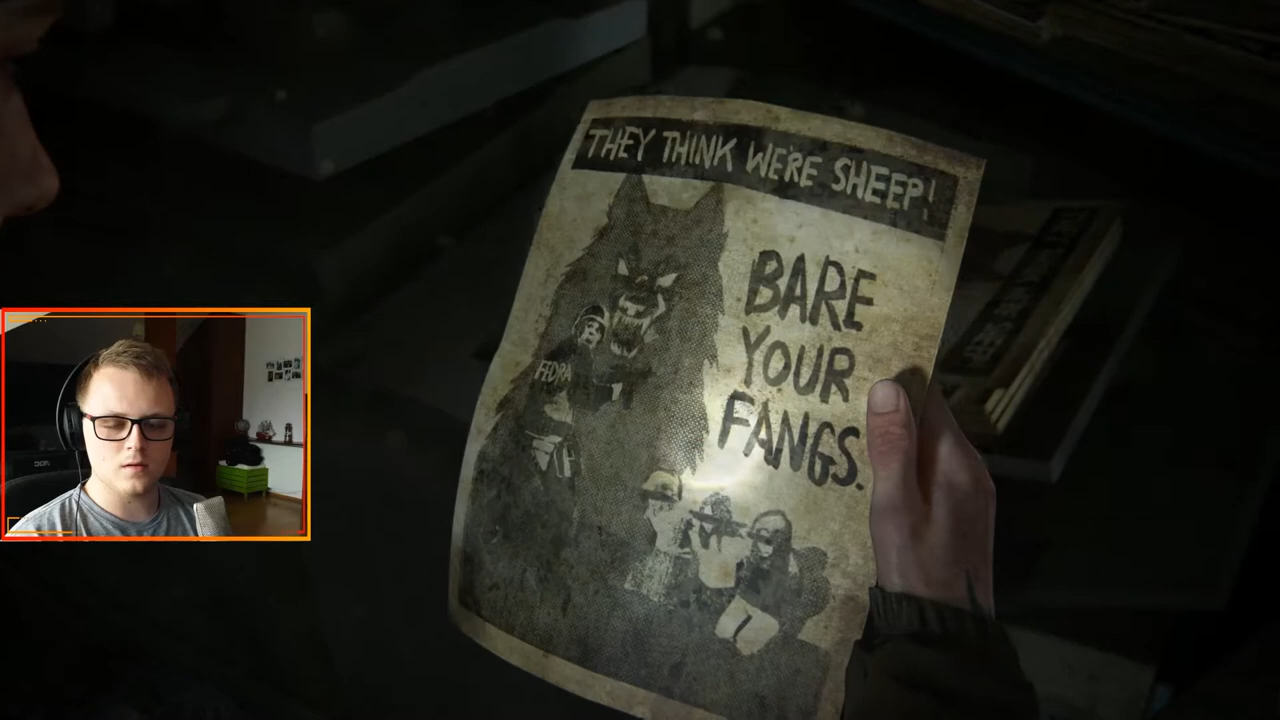 THEY THINK WE'RE SHEEP!
BARE
YOUR
FANGS.
FEDRA